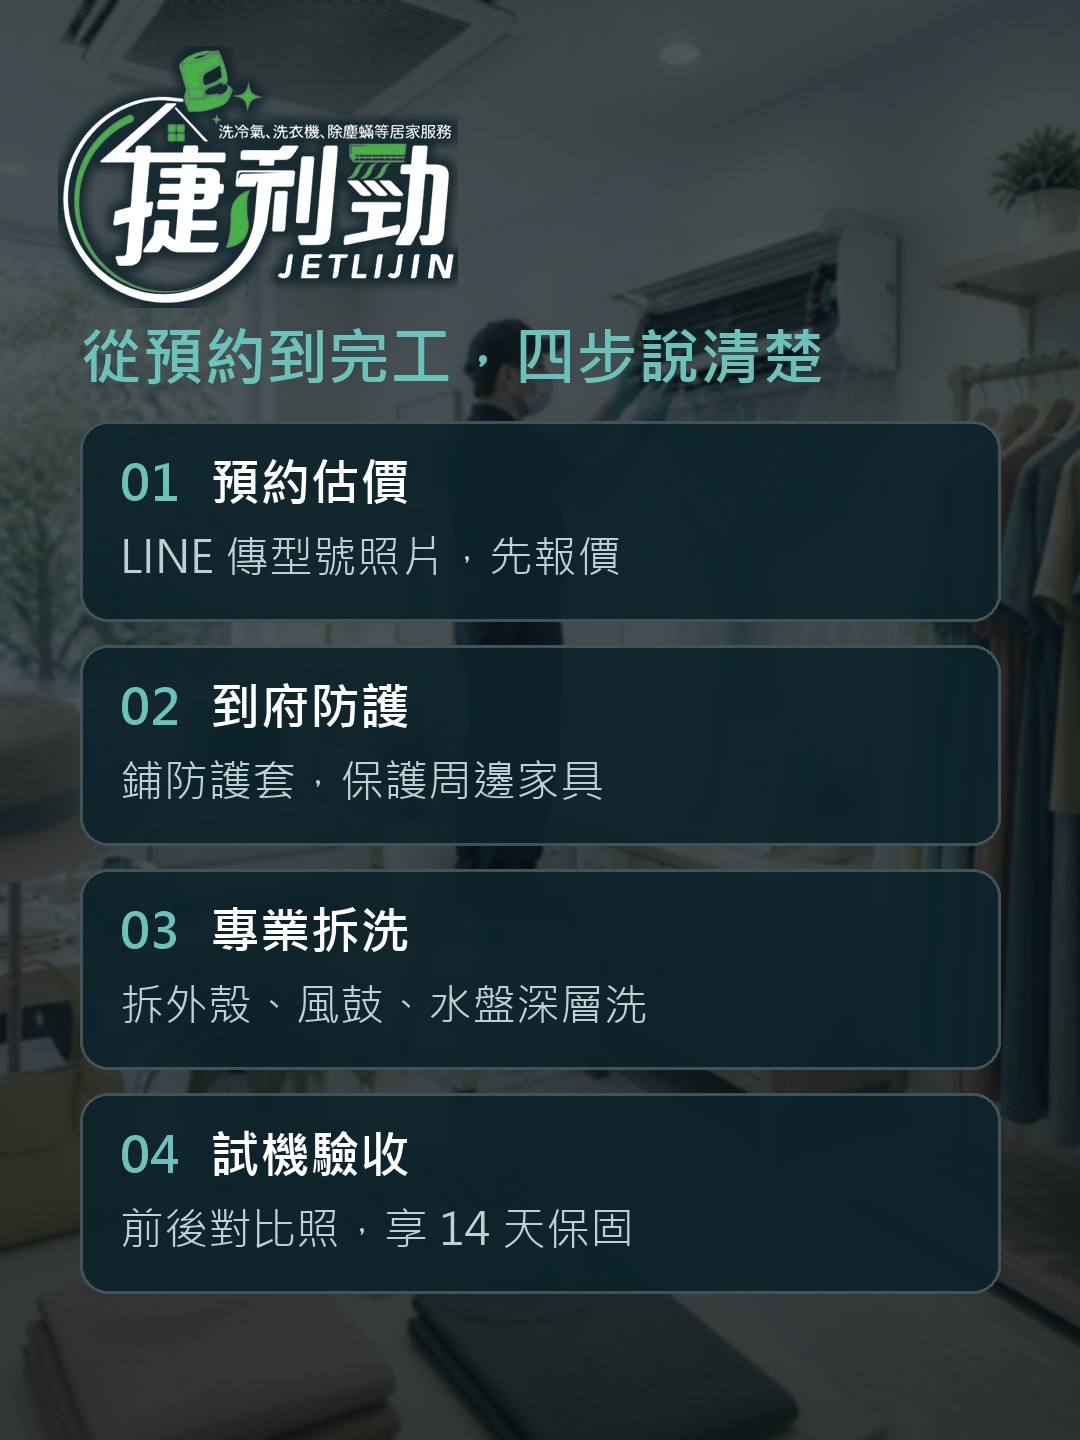 洗冷氣、洗衣機、除塵蟎等居家服務
捷利勁
JETLIJIN
從預約到完工，四步說清楚
01 預約估價
LINE 傳型號照片，先報價
02 到府防護
鋪防護套，保護周邊家具
03 專業拆洗
拆外殼、風鼓、水盤深層洗
04 試機驗收
前後對比照，享 14 天保固